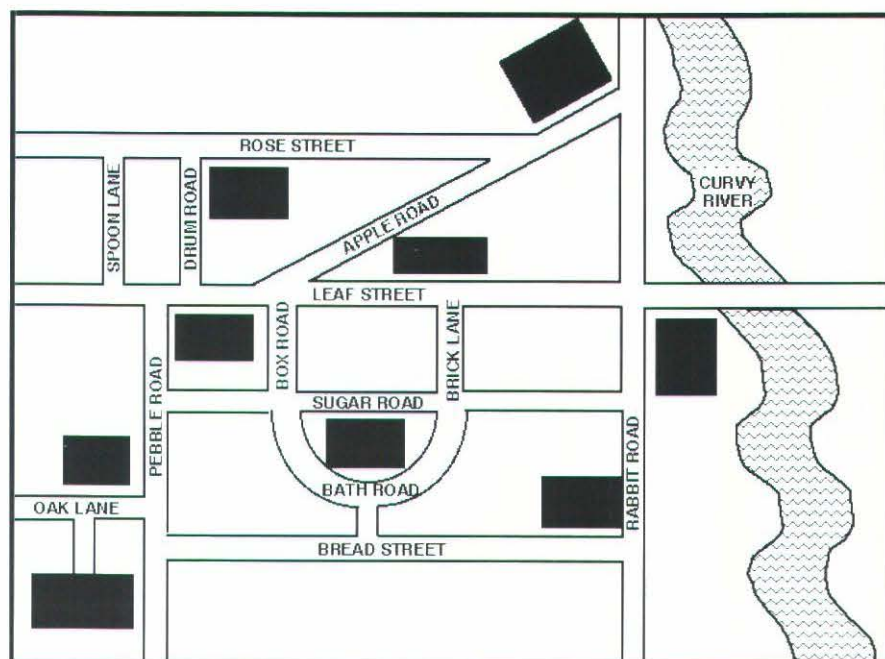 ROSE STREET
SPOON LANE
DRUM ROAD
APPLE ROAD
CURVY
RIVER
LEAF STREET
PEBBLE ROAD
BOX ROAD
BRICK LANE
SUGAR ROAD
RABBIT ROAD
BATH ROAD
OAK LANE
BREAD STREET